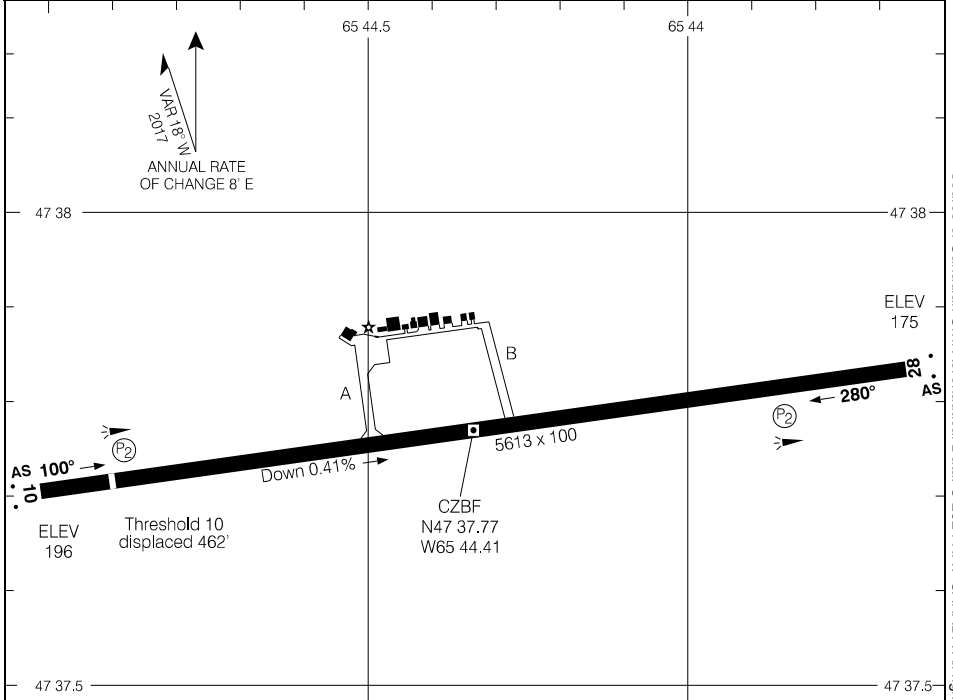 65 44.5
65 44
VAR 18° W
2017
ANNUAL RATE
OF CHANGE 8' E
47 38
47 38
ELEV
175
A
B
28
AS
280°
P2
P2
5613 x 100
Down 0.41%
AS 100°
10
CZBF
N47 37.77
W65 44.41
ELEV
196
Threshold 10
displaced 462'
47 37.5
47 37.5